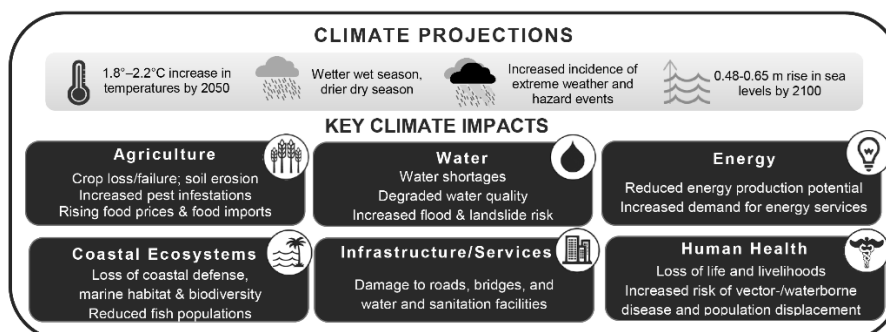 CLIMATE PROJECTIONS
1.8°–2.2°C increase in
temperatures by 2050
Wetter wet season,
drier dry season
Increased incidence of
extreme weather and
hazard events
0.48-0.65 m rise in sea
levels by 2100
KEY CLIMATE IMPACTS
Agriculture
Crop loss/failure; soil erosion
Increased pest infestations
Rising food prices & food imports
Water
Water shortages
Degraded water quality
Increased flood & landslide risk
Energy
Reduced energy production potential
Increased demand for energy services
Coastal Ecosystems
Loss of coastal defense,
marine habitat & biodiversity
Reduced fish populations
Infrastructure/Services
Damage to roads, bridges, and
water and sanitation facilities
Human Health
Loss of life and livelihoods
Increased risk of vector-/waterborne
disease and population displacement